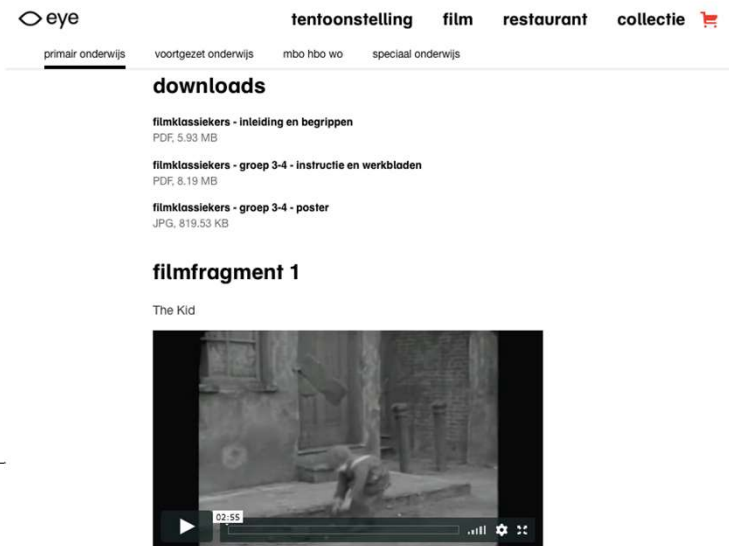 eye
tentoonstelling film restaurant collectie
primair onderwijs voortgezet onderwijs mbo hbo wo speciaal onderwijs
downloads
filmklassiekers - inleiding en begrippen
PDF, 5.93 MB
filmklassiekers - groep 3-4 - instructie en werkbladen
PDF, 8.19 MB
filmklassiekers - groep 3-4 - poster
JPG, 819.53 KB
filmfragment 1
The Kid
02:55